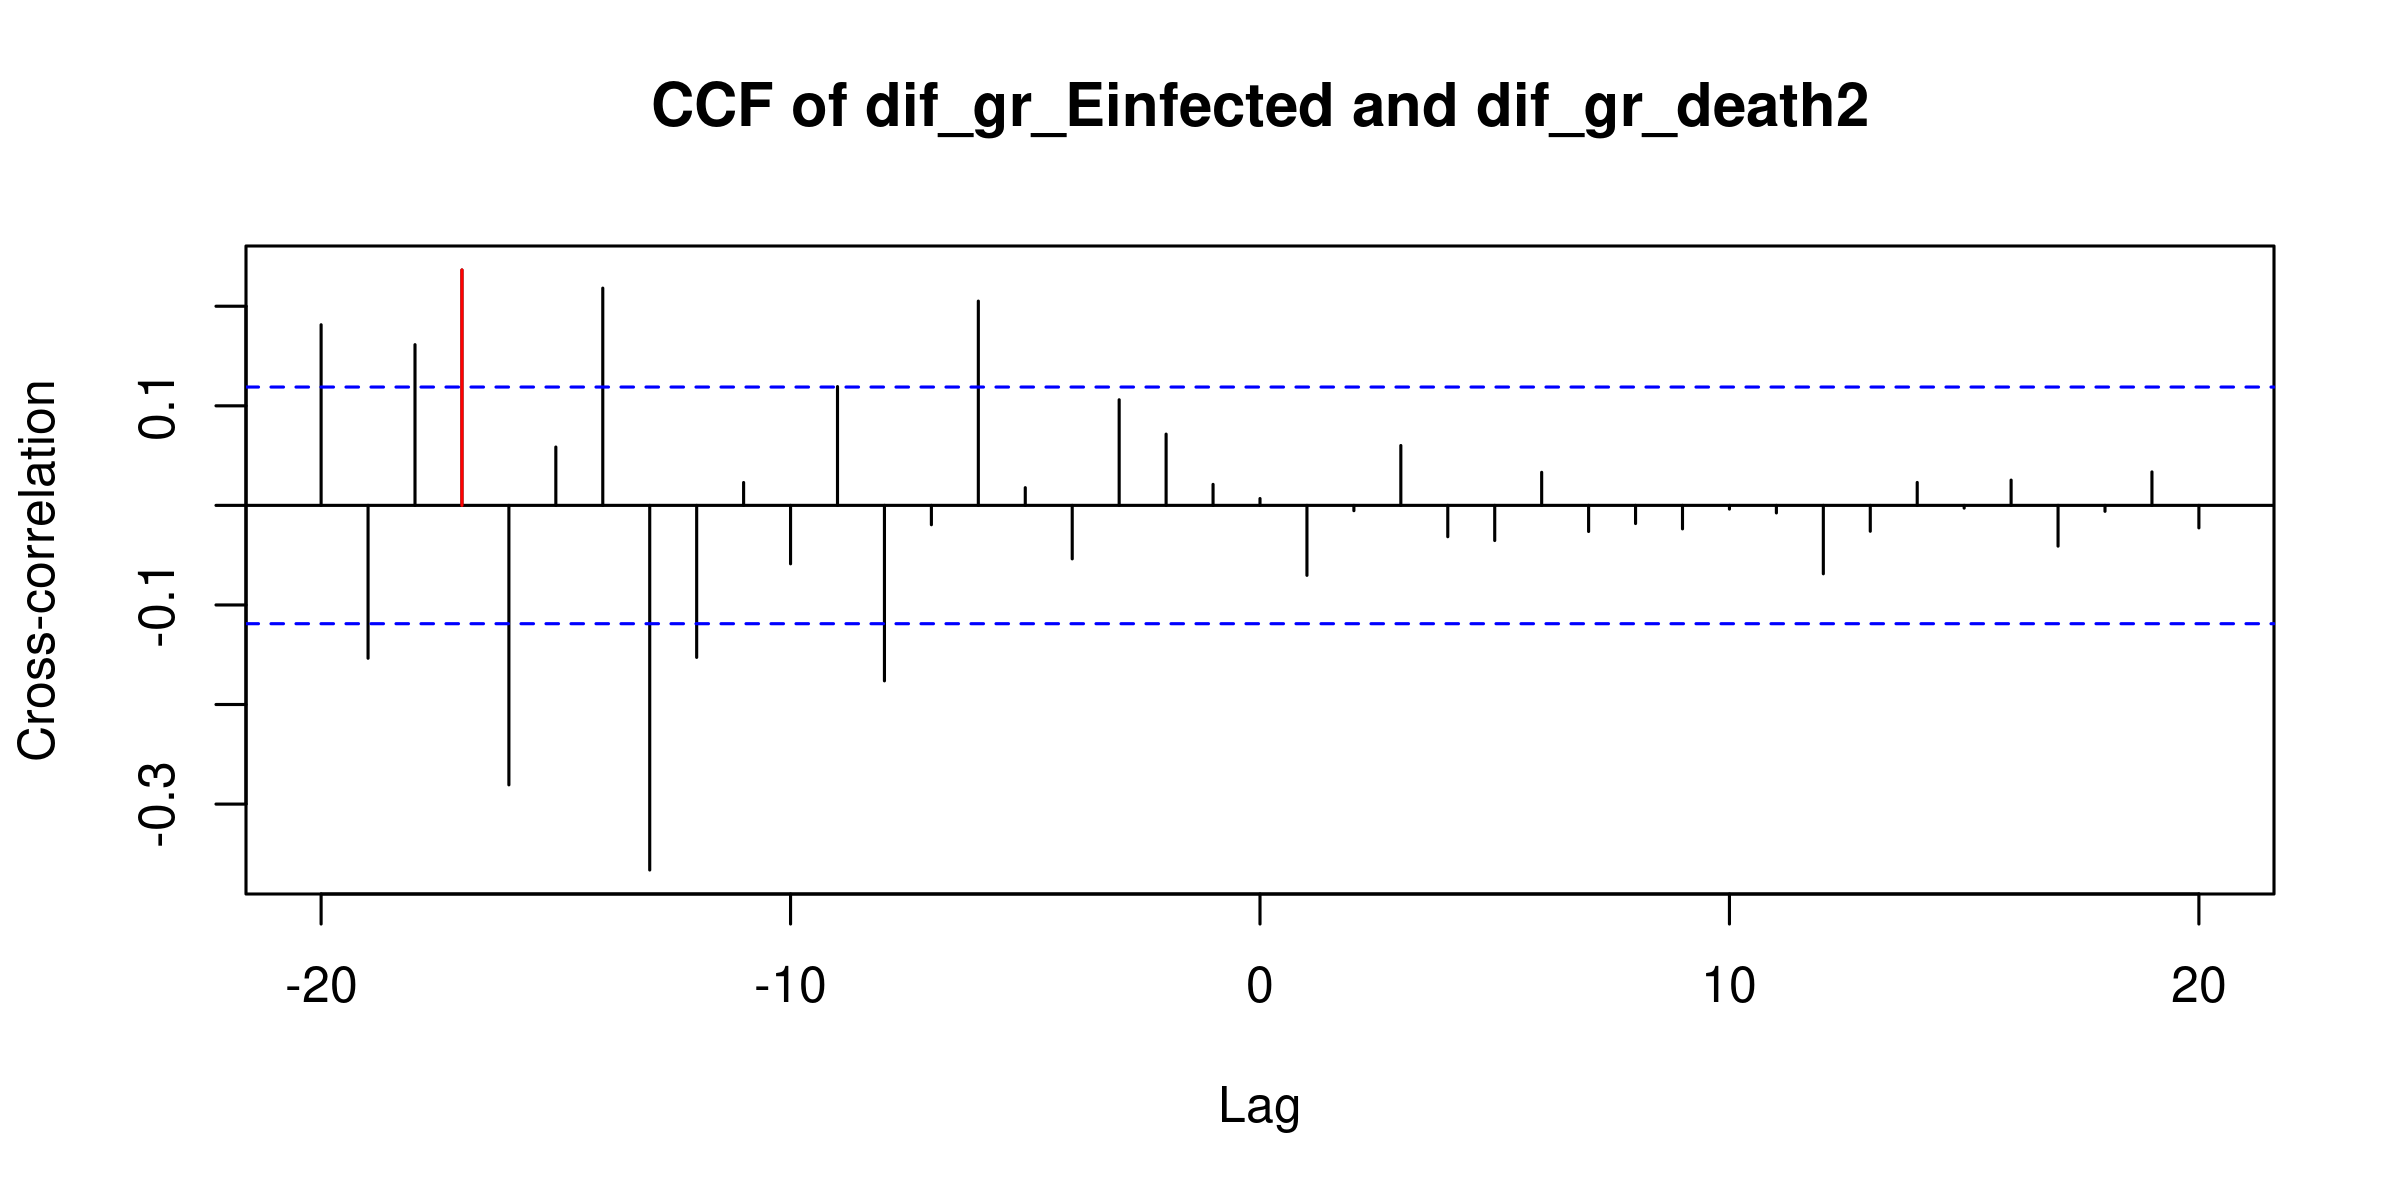 CCF of dif_gr_Einfected and dif_gr_death2
Cross-correlation
0.1
-0.1
-0.3
-20 -10 0 10 20
Lag